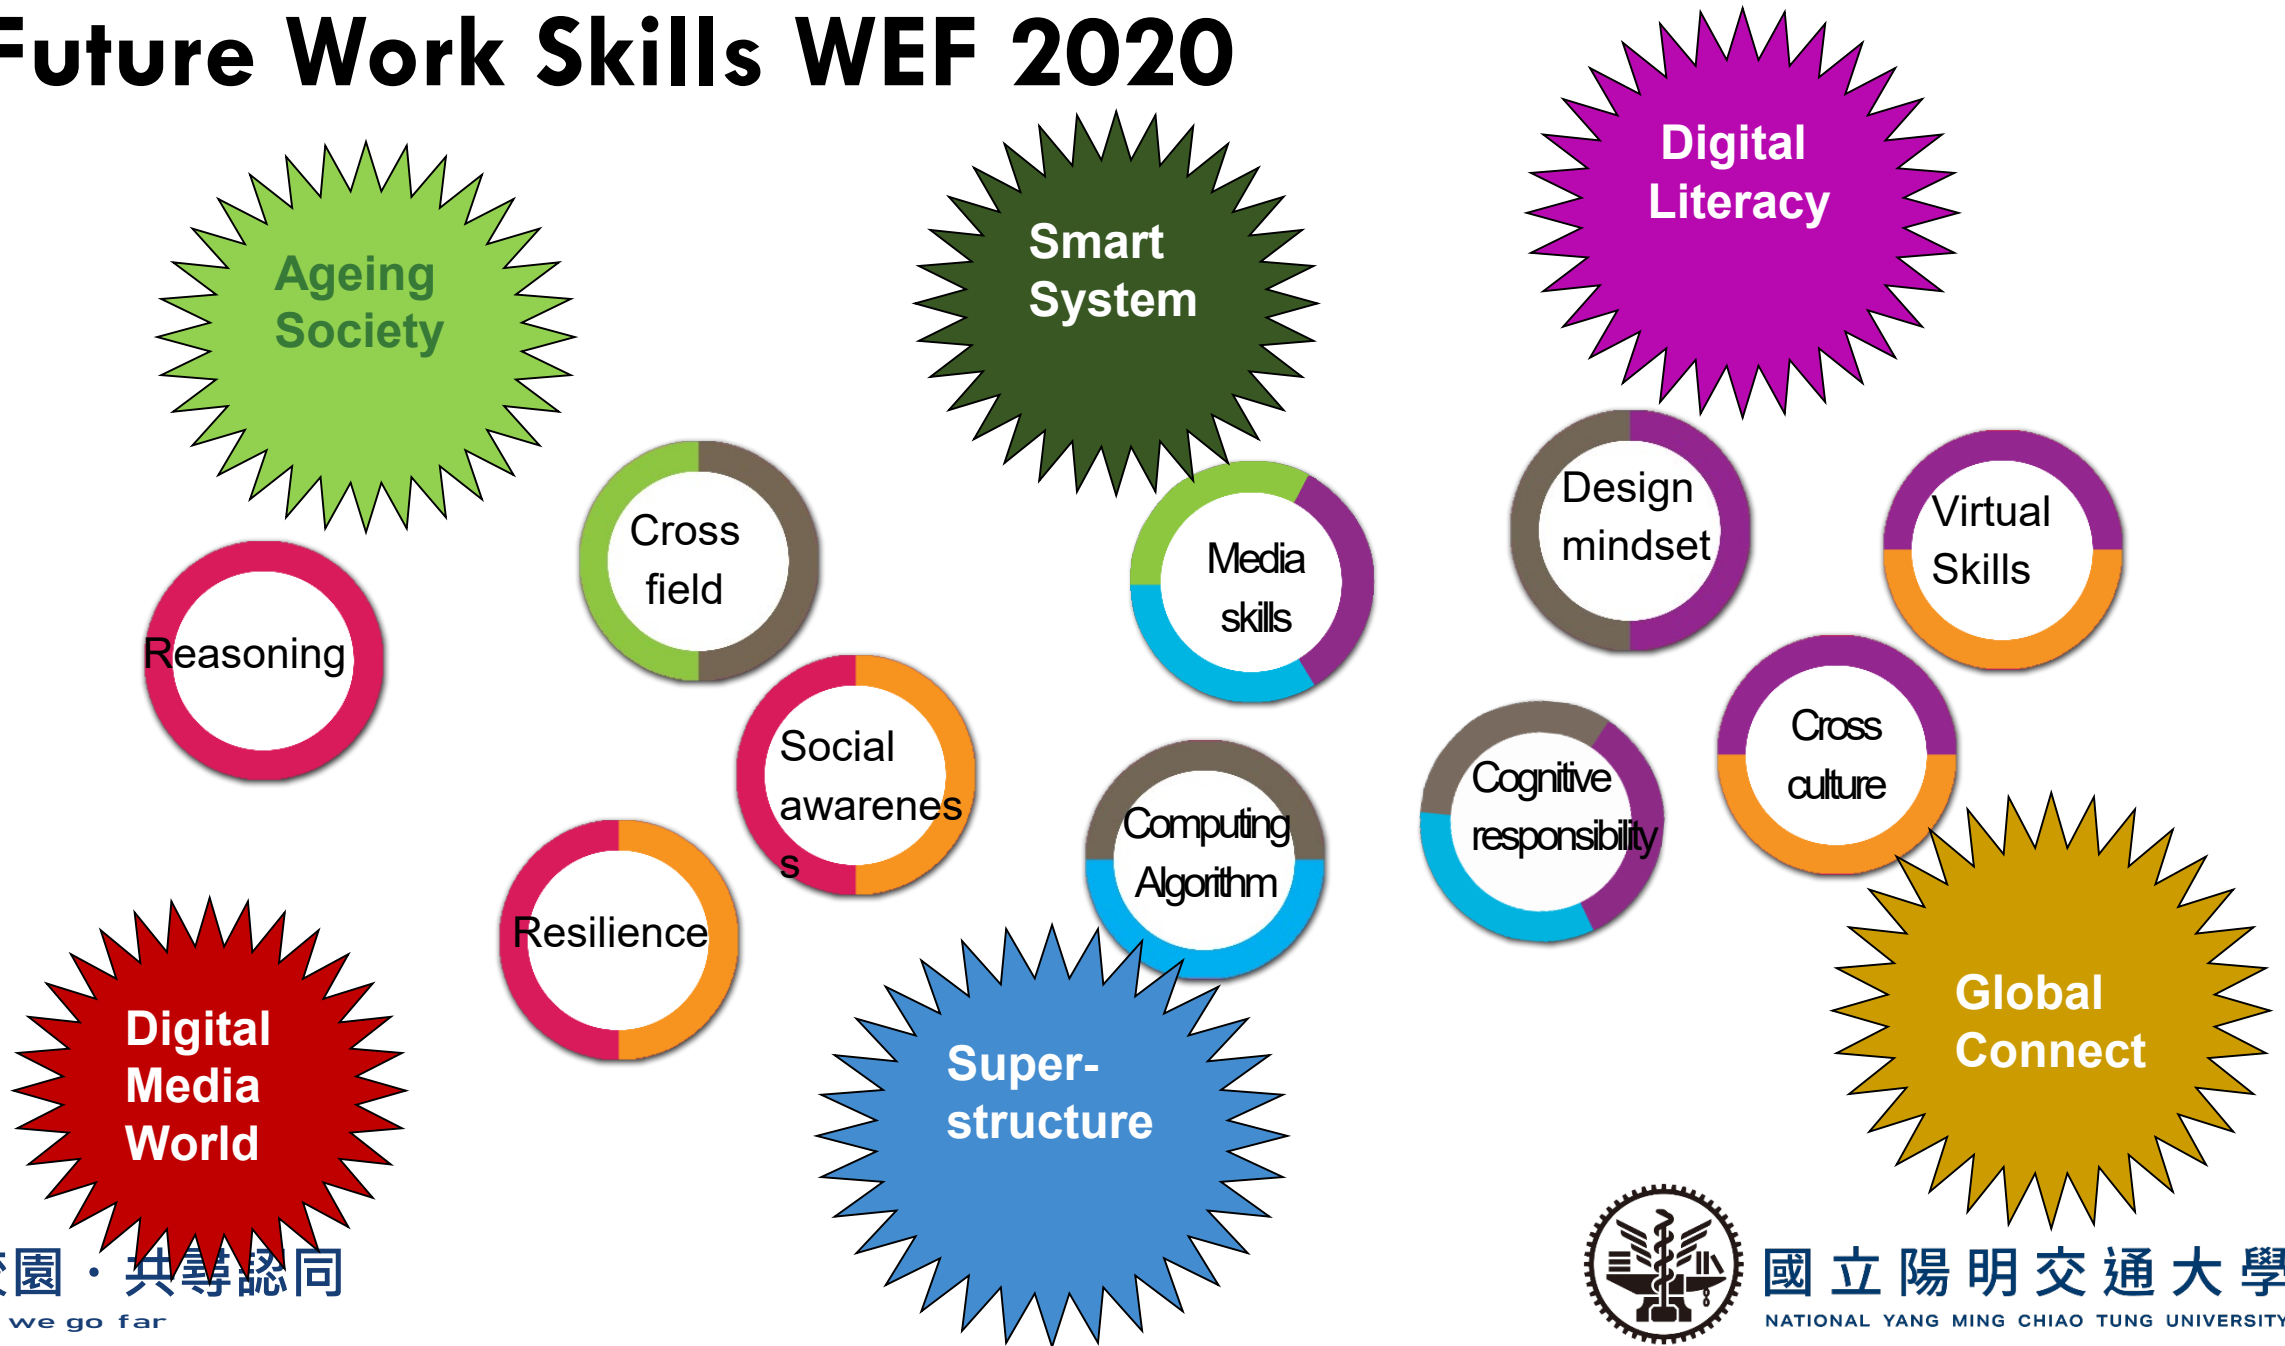 Future Work Skills WEF 2020
Digital
Literacy
Smart
System
Ageing
Society
Design
mindset
Virtual
Skills
Cross
field
Media
skills
Reasoning
Social
awarenes
s
Cross
culture
Cognitive
responsibility
Computing
Algorithm
Resilience
Digital
Media
World
Super-
structure
Global
Connect
園・共尋認同
we go far
國立陽明交通大學
NATIONAL YANG MING CHIAO TUNG UNIVERSITY